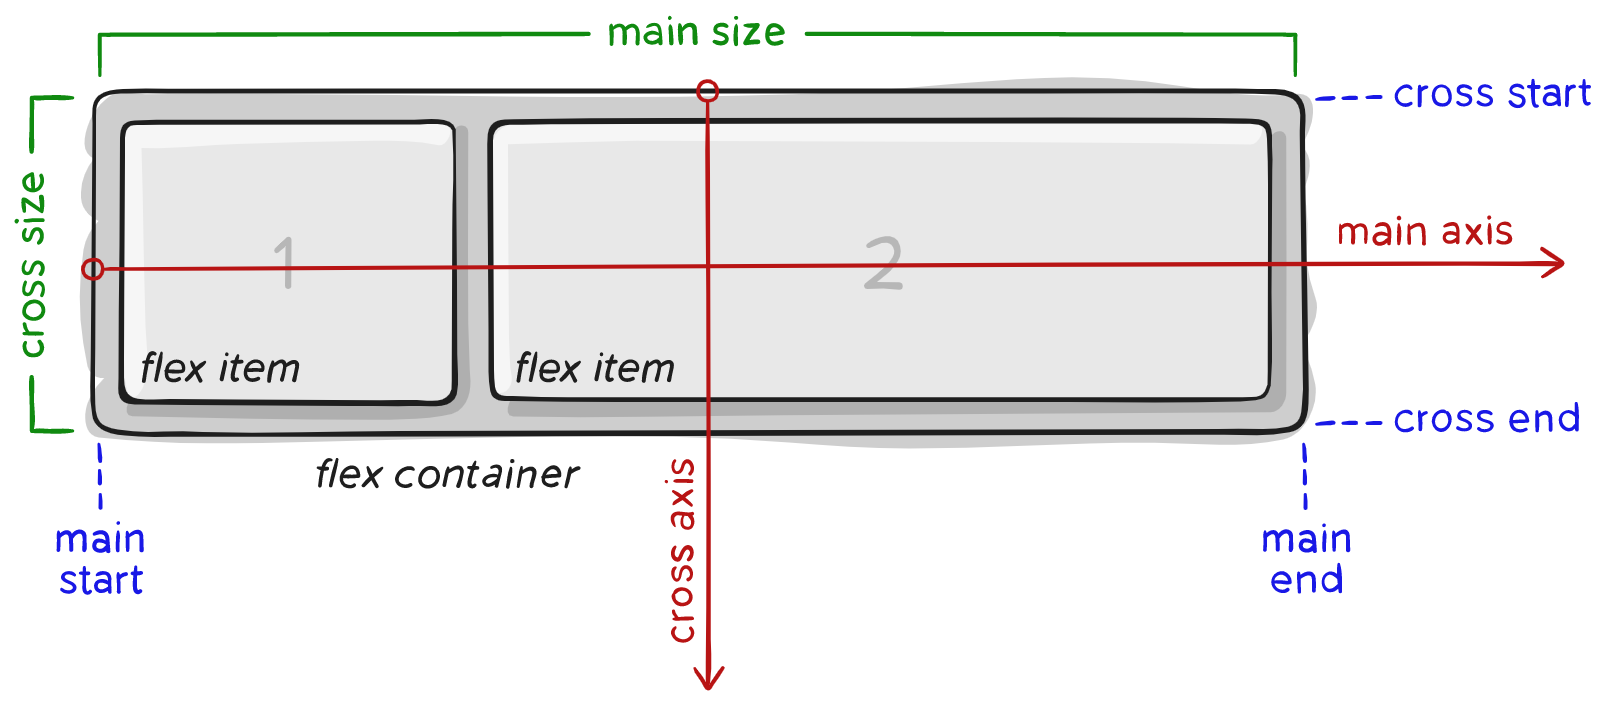 main size
cross start
cross size
main axis
1
2
flex item
flex item
cross end
flex container
cross axis
main
start
main
end